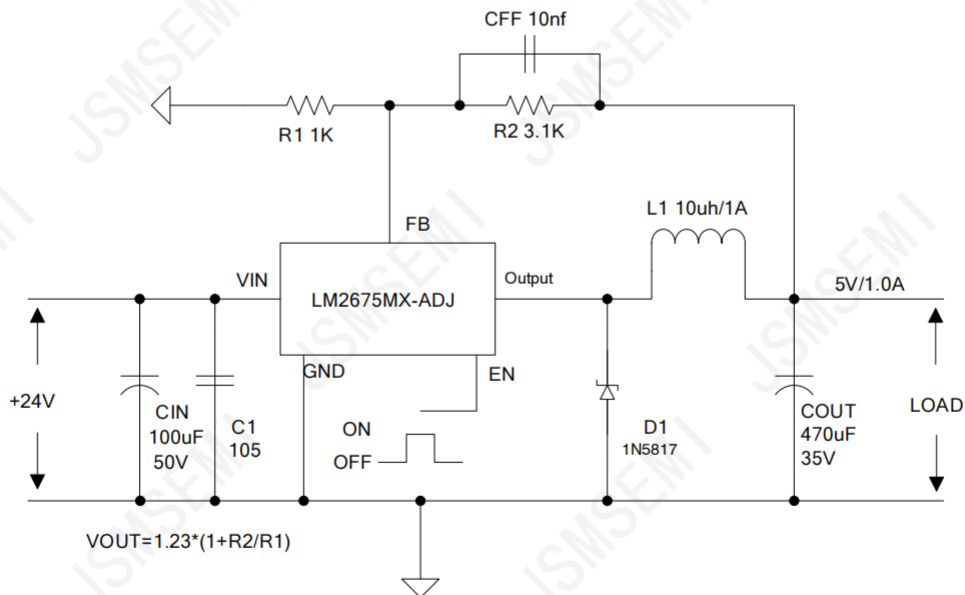 CFF 10nf
R1 1K
R2 3.1K
L1 10uh/1A
FB
VIN
Output
LM2675MX-ADJ
5V/1.0A
GND
EN
+24V
CIN
100uF
50V
C1
105
ON
OFF
D1
1N5817
COUT
470uF
35V
LOAD
VOUT=1.23*(1+R2/R1)
JSMSEMI
JSMSEMI
JSMSEMI
JSMSEMI
JSMSEMI
JSMSEMI